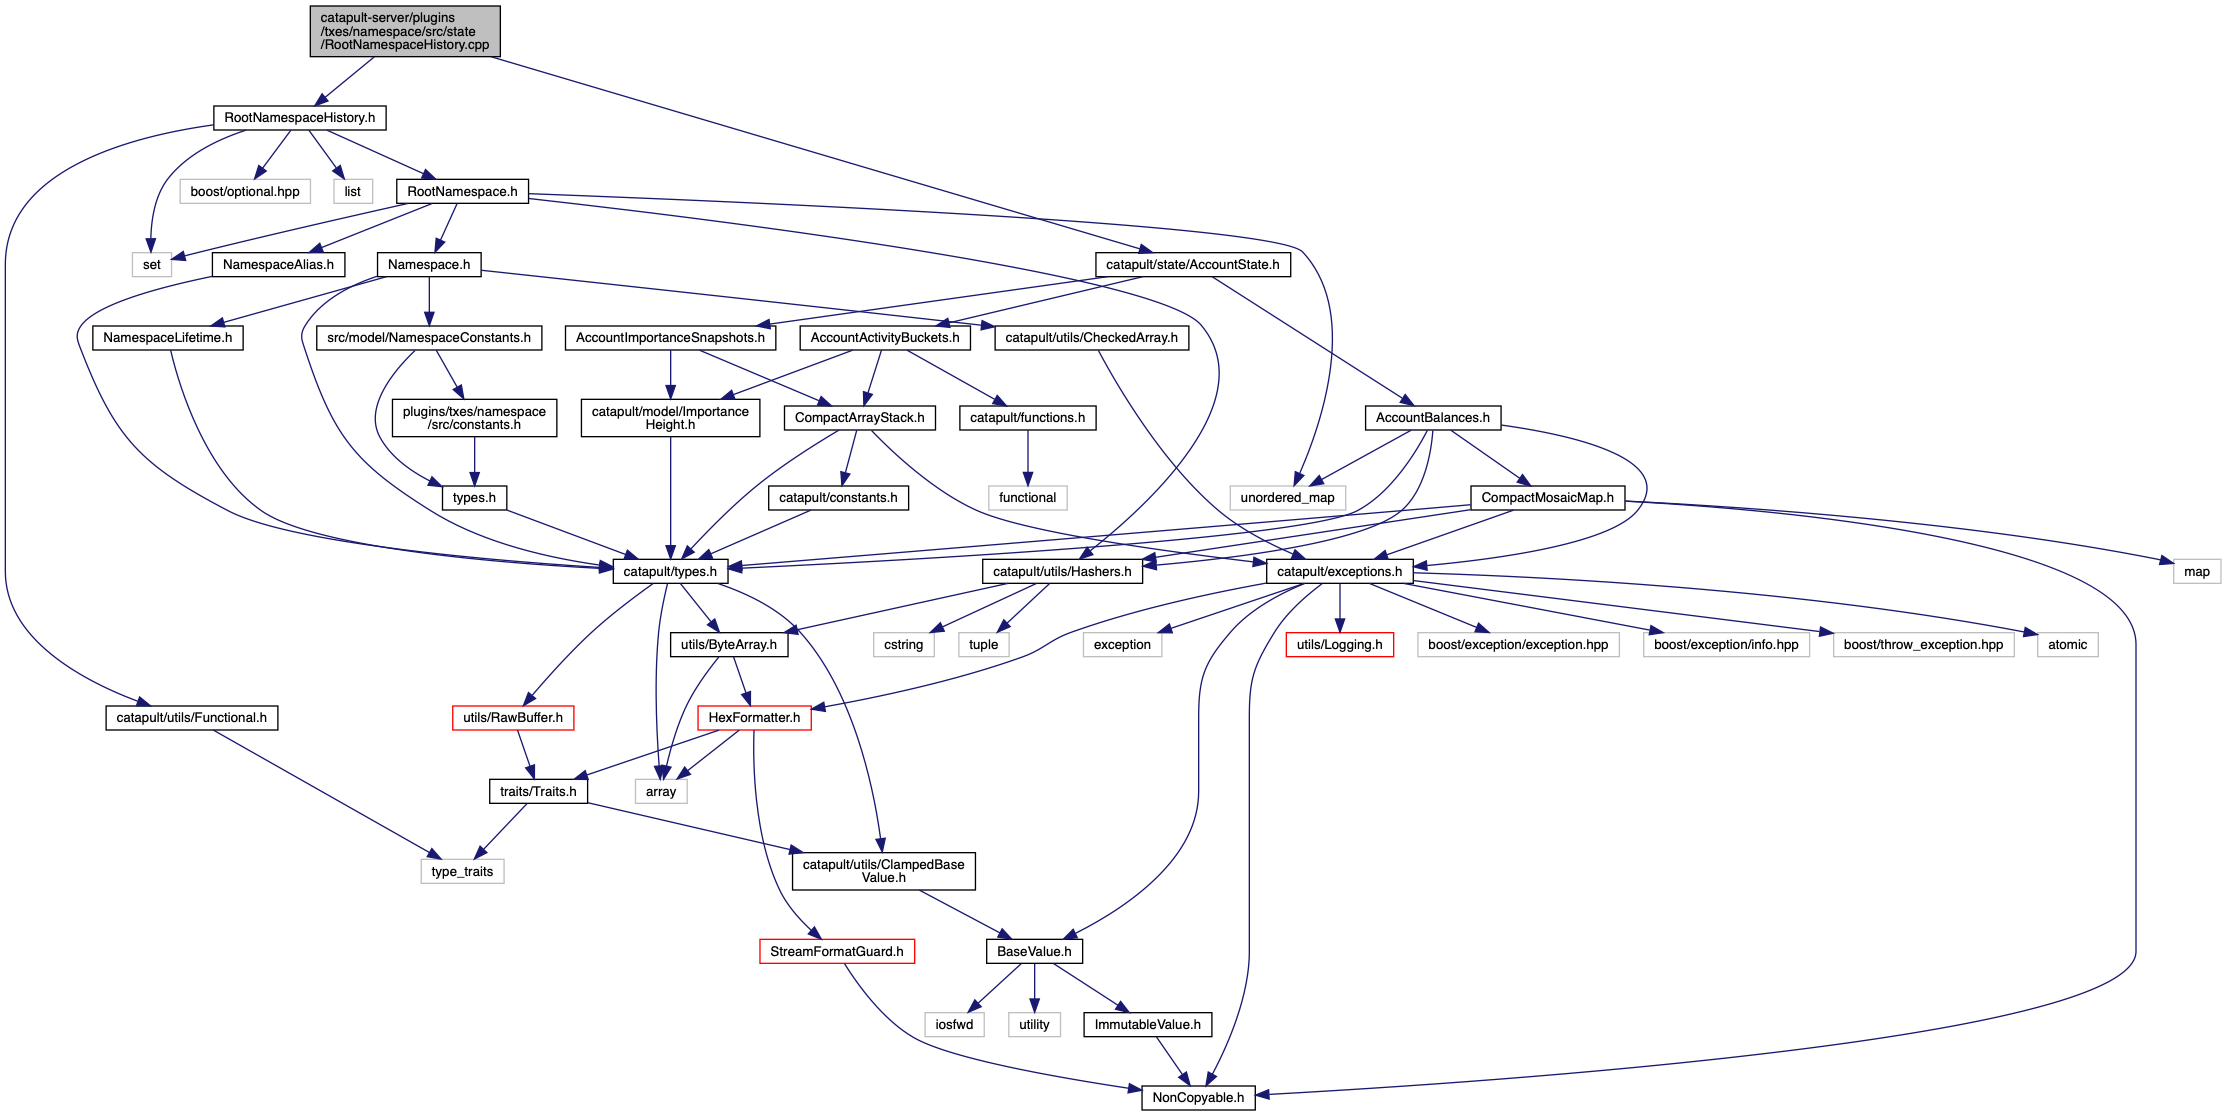 catapult-server/plugins
/txes/namespace/src/state
/RootNamespaceHistory.cpp
RootNamespaceHistory.h
boost/optional.hpp
list
RootNamespace.h
set
NamespaceAlias.h
Namespace.h
catapult/state/AccountState.h
NamespaceLifetime.h
src/model/NamespaceConstants.h
AccountImportanceSnapshots.h
AccountActivityBuckets.h
catapult/utils/CheckedArray.h
plugins/txes/namespace
/src/constants.h
catapult/model/Importance
Height.h
CompactArrayStack.h
catapult/functions.h
AccountBalances.h
types.h
catapult/constants.h
functional
unordered_map
CompactMosaicMap.h
catapult/types.h
catapult/utils/Hashers.h
catapult/exceptions.h
map
utils/ByteArray.h
cstring
tuple
exception
utils/Logging.h
boost/exception/exception.hpp
boost/exception/info.hpp
boost/throw_exception.hpp
atomic
catapult/utils/Functional.h
utils/RawBuffer.h
HexFormatter.h
traits/Traits.h
array
type_traits
catapult/utils/ClampedBase
Value.h
StreamFormatGuard.h
BaseValue.h
iosfwd
utility
ImmutableValue.h
NonCopyable.h